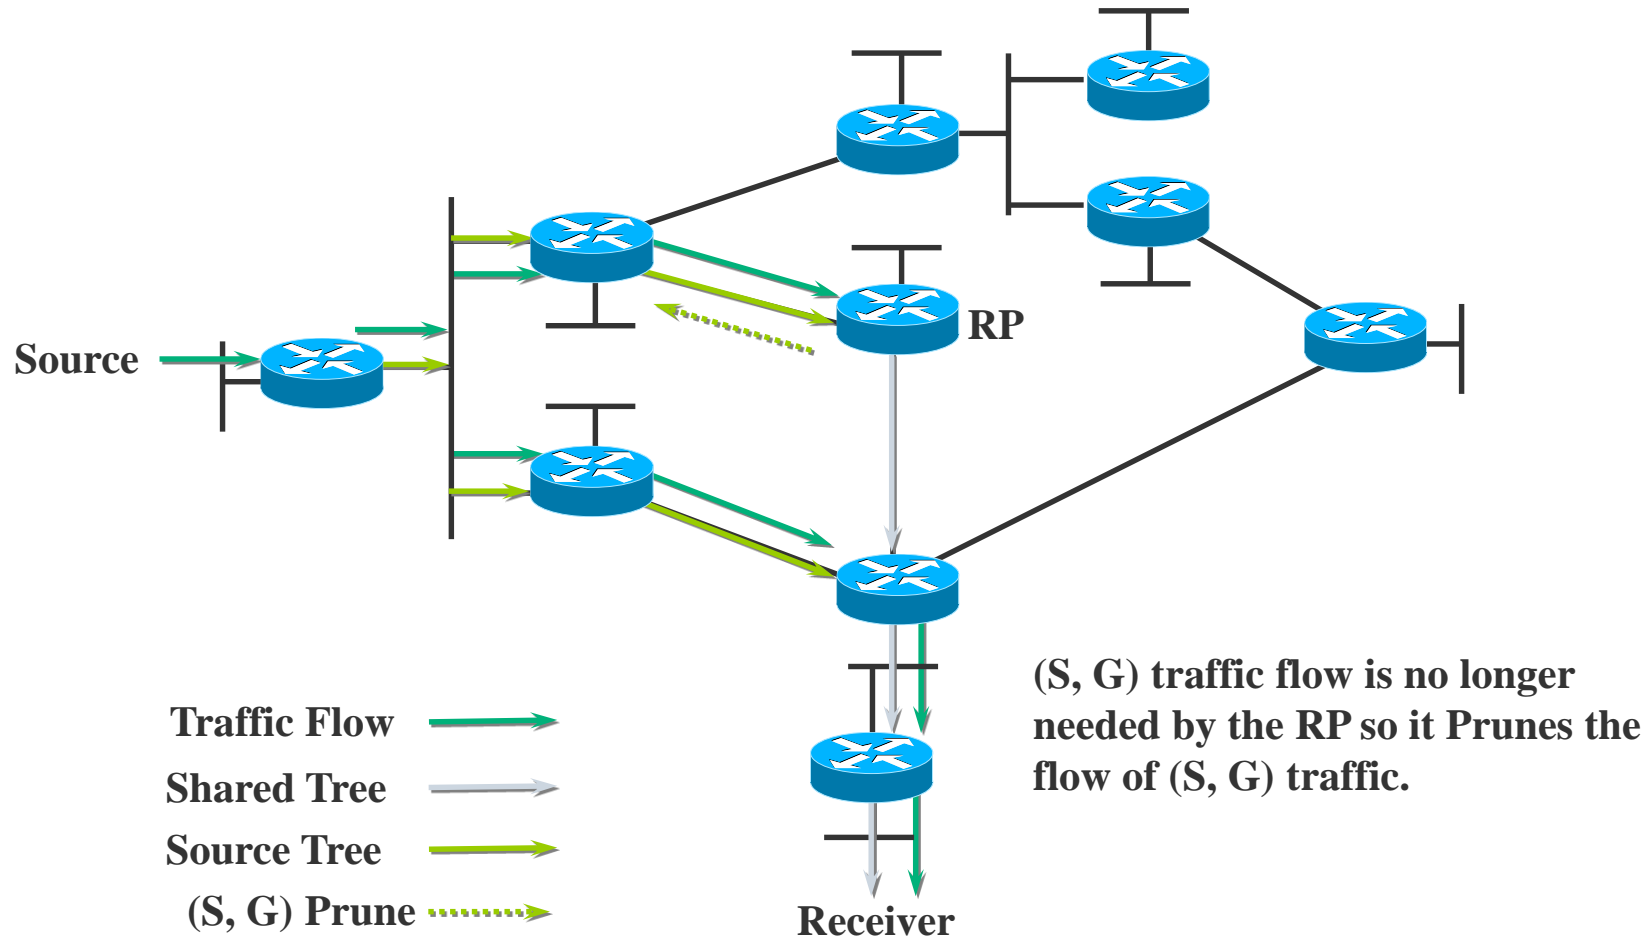 RP
Source
(S, G) traffic flow is no longer
needed by the RP so it Prunes the
flow of (S, G) traffic.
Traffic Flow
Shared Tree
Source Tree
(S, G) Prune
Receiver